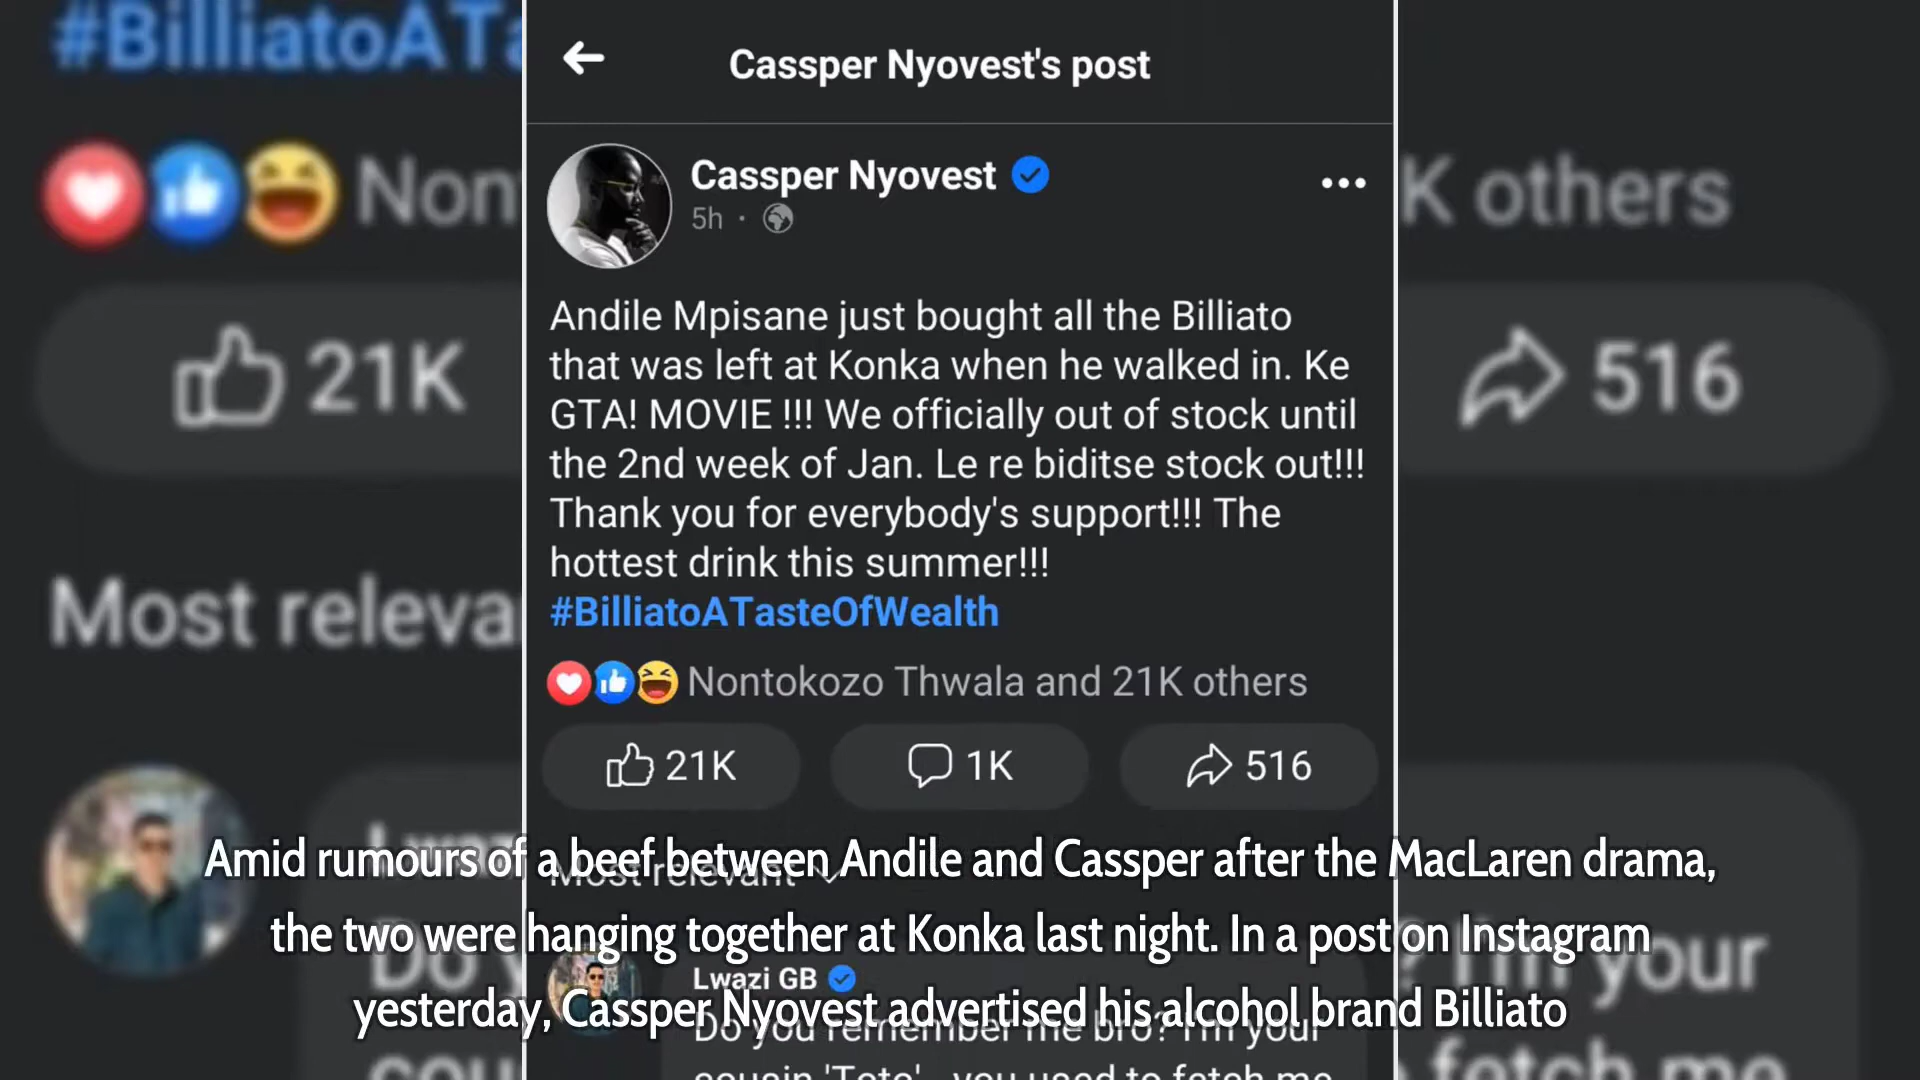 #BilliatoATa
Cassper Nyovest's post
Cassper Nyovest
5h ·
Non
K others
Andile Mpisane just bought all the Billiato
that was left at Konka when he walked in. Ke
GTA! MOVIE !!! We officially out of stock until
the 2nd week of Jan. Le re biditse stock out!!!
Thank you for everybody's support!!! The
hottest drink this summer!!!
#BilliatoATasteOfWealth
21K
516
Nontokozo Thwala and 21K others
21K
1K
516
Most releva
Most relevant
Amid rumours of a beef between Andile and Cassper after the MacLaren drama,
the two were hanging together at Konka last night. In a post on Instagram
yesterday, Cassper Nyovest advertised his alcohol brand Billiato
Lwazi GB
Do you remember me bro? I'm your
cousin 'Toto' you used to fetch me
? I'm your
fetch me